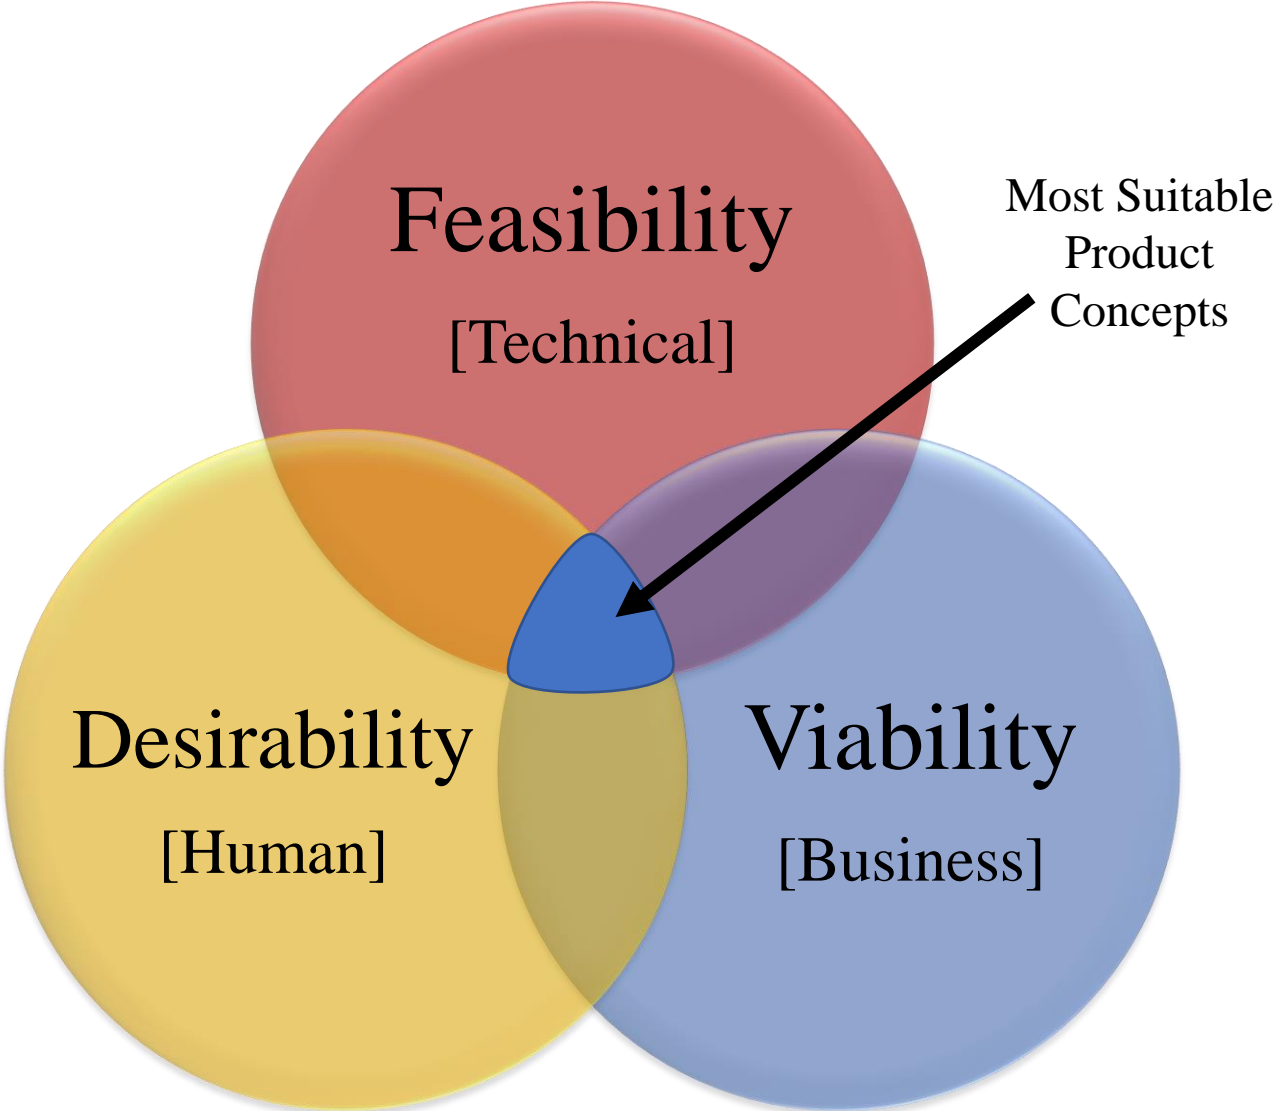 Feasibility
[Technical]
Most Suitable
Product
Concepts
Desirability
[Human]
Viability
[Business]